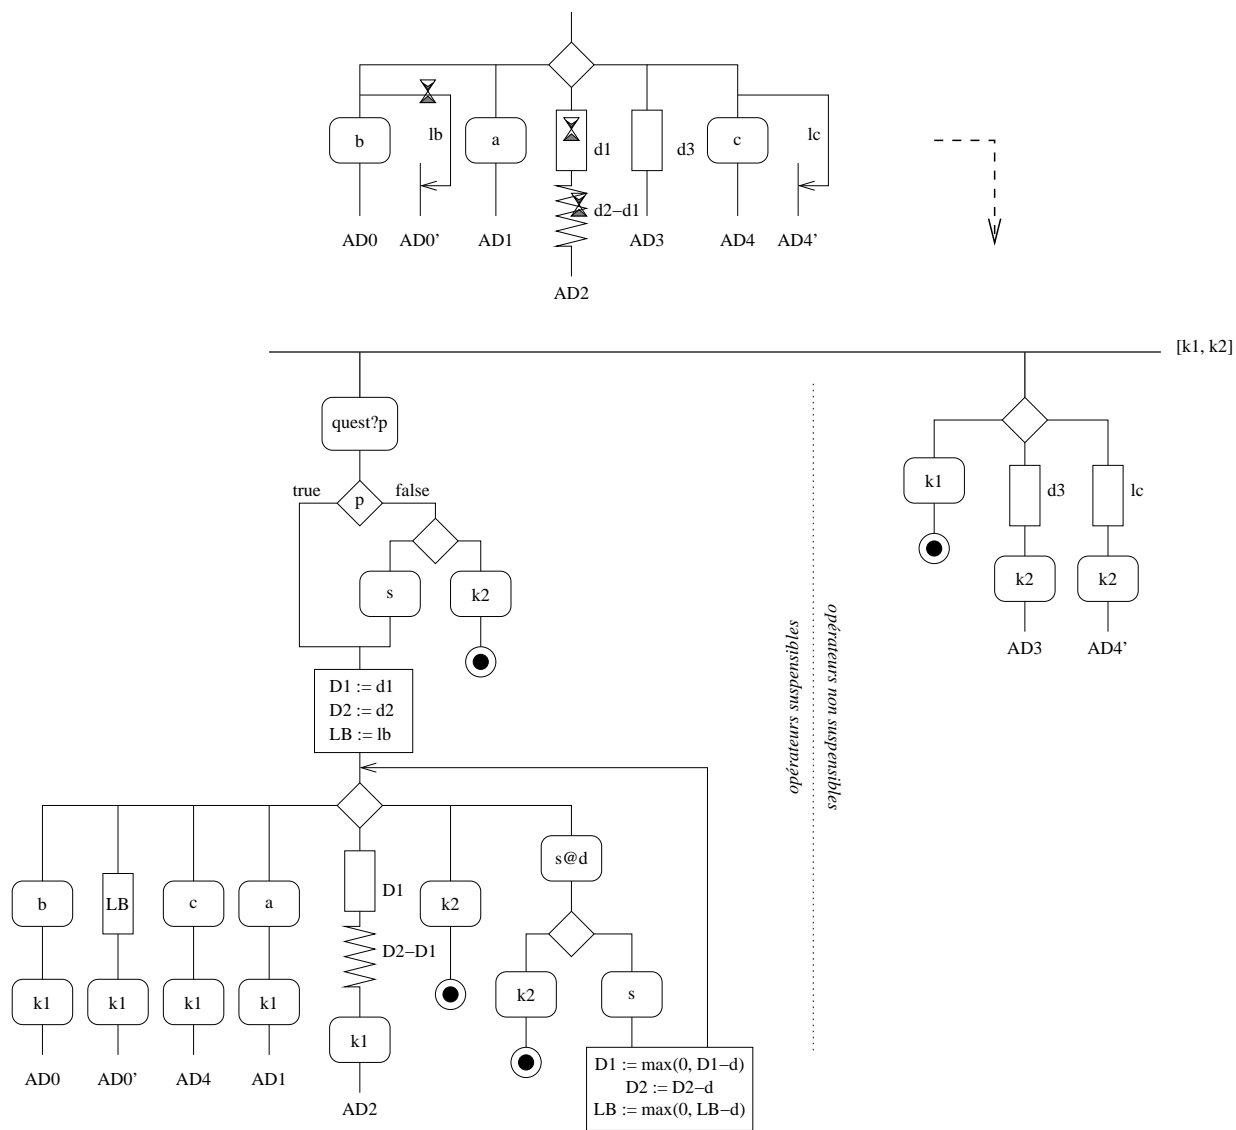 b
lb
a
d1
d3
c
lc
d2−d1
AD0
AD0’
AD1
AD3
AD4
AD4’
AD2
[k1, k2]
quest?p
true
p
false
s
k2
D1 := d1
D2 := d2
LB := lb
k1
d3
lc
k2
k2
AD3
AD4’
opérateurs suspensibles
opérateurs non suspensibles
b
LB
c
a
D1
D2−D1
k2
s@d
k2
s
k1
k1
k1
k1
k1
AD0
AD0’
AD4
AD1
AD2
D1 := max(0, D1−d)
D2 := D2−d
LB := max(0, LB−d)